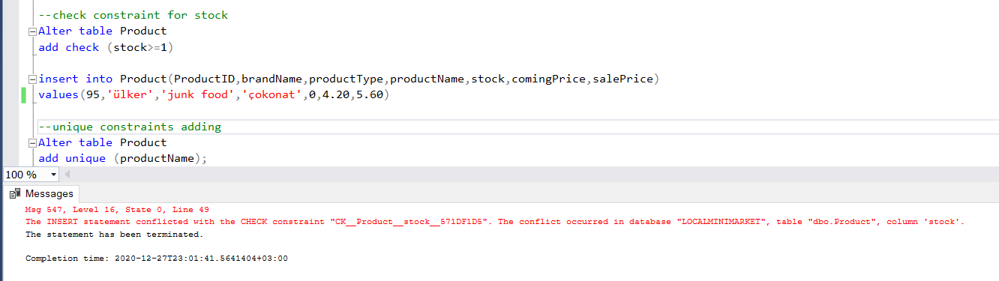 --check constraint for stock
Alter table Product
add check (stock>=1)
insert into Product(ProductID,brandName,productType,productName,stock,comingPrice,salePrice)
values(95,'ülker','junk food','çokonat',0,4.20,5.60)
--unique constraints adding
Alter table Product
add unique (productName);
100 %
Messages
Msg 547, Level 16, State 0, Line 49
The INSERT statement conflicted with the CHECK constraint "CK__Product__stock__571DF1D5". The conflict occurred in database "LOCALMINIMARKET", table "dbo.Product", column 'stock'.
The statement has been terminated.
Completion time: 2020-12-27T23:01:41.5641404+03:00